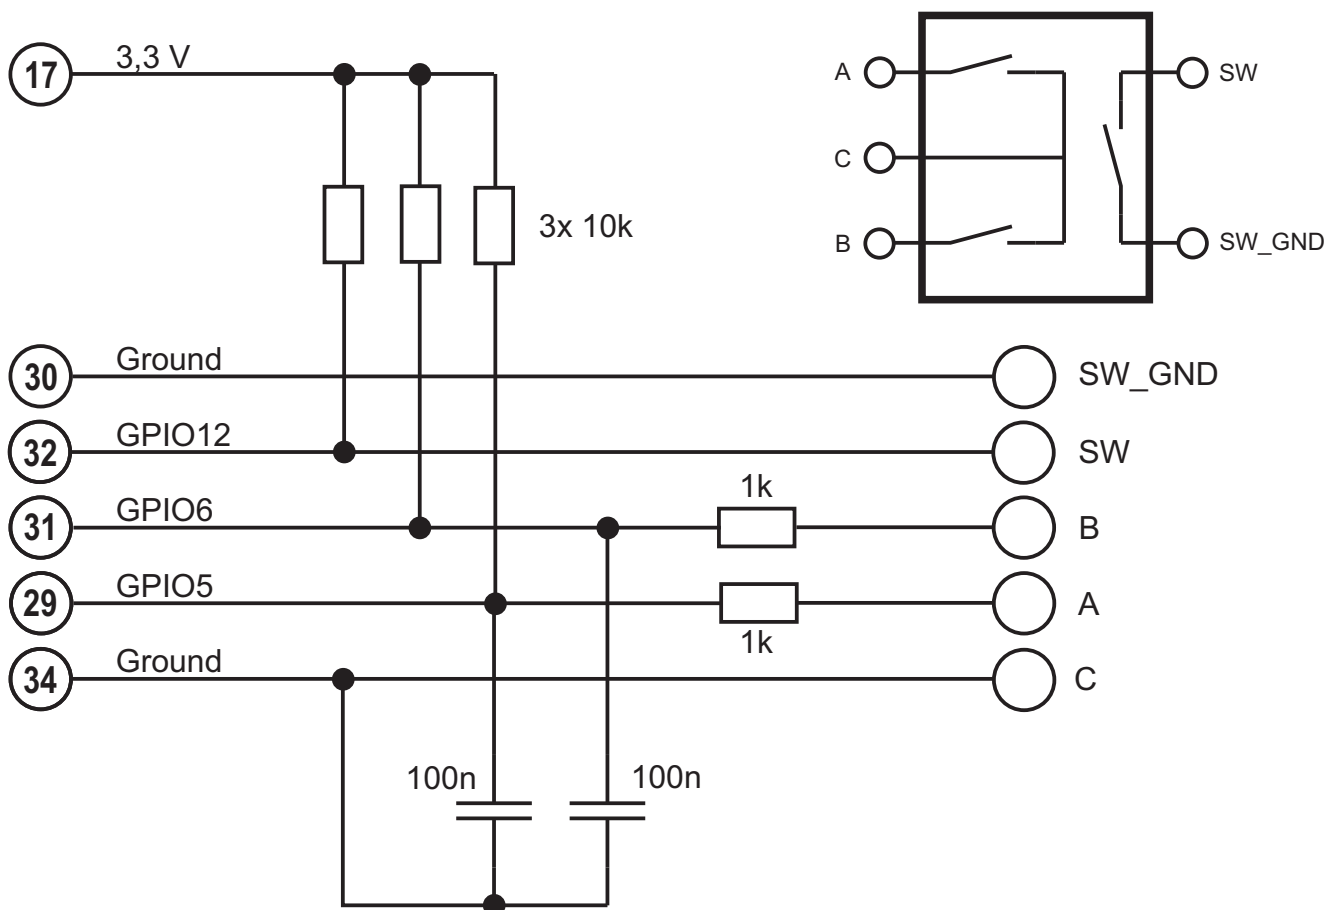 17
3,3 V
A
SW
C
B
SW_GND
3x 10k
30
Ground
SW_GND
32
GPIO12
SW
31
GPIO6
1k
B
29
GPIO5
1k
A
34
Ground
C
100n
100n